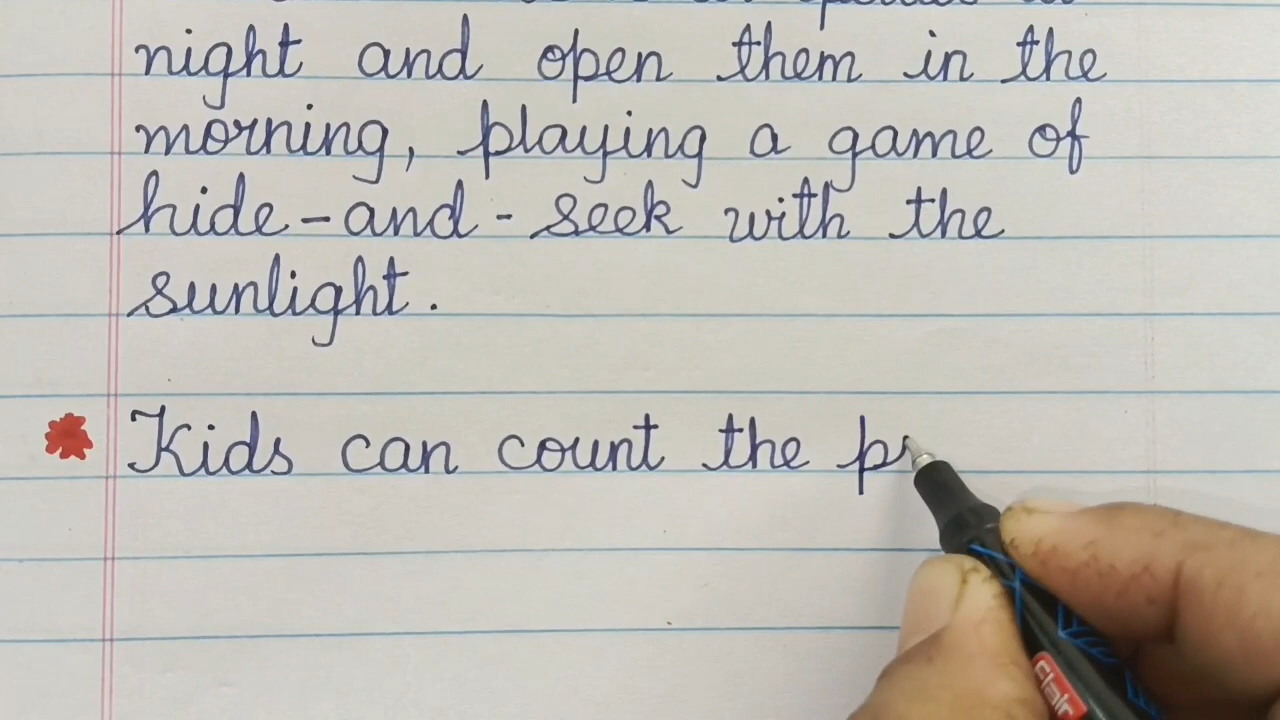 night and open them in the
morning, playing a game of
hide-and-seek with the
sunlight.
Kids can count the
clair